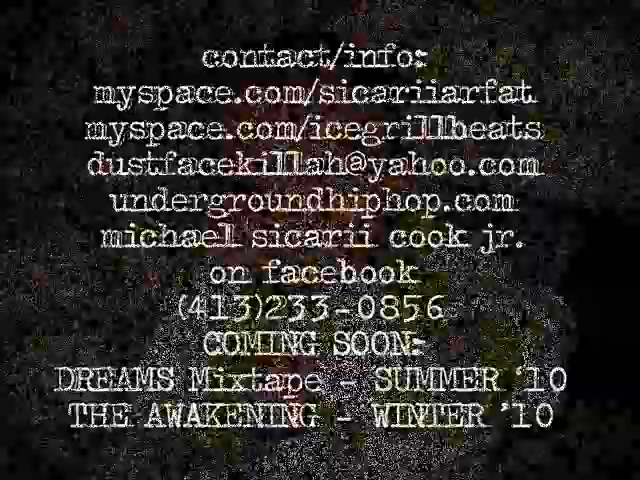 contact/info:
myspace.com/sicariiarfat
myspace.com/icegrillbeats
dustfacekillah@yahoo.com
undergroundhiphop.com
michael sicarii cook jr.
on facebook
(413)233-0856
COMING SOON:
DREAMS Mixtape - SUMMER '10
THE AWAKENING - WINTER '10